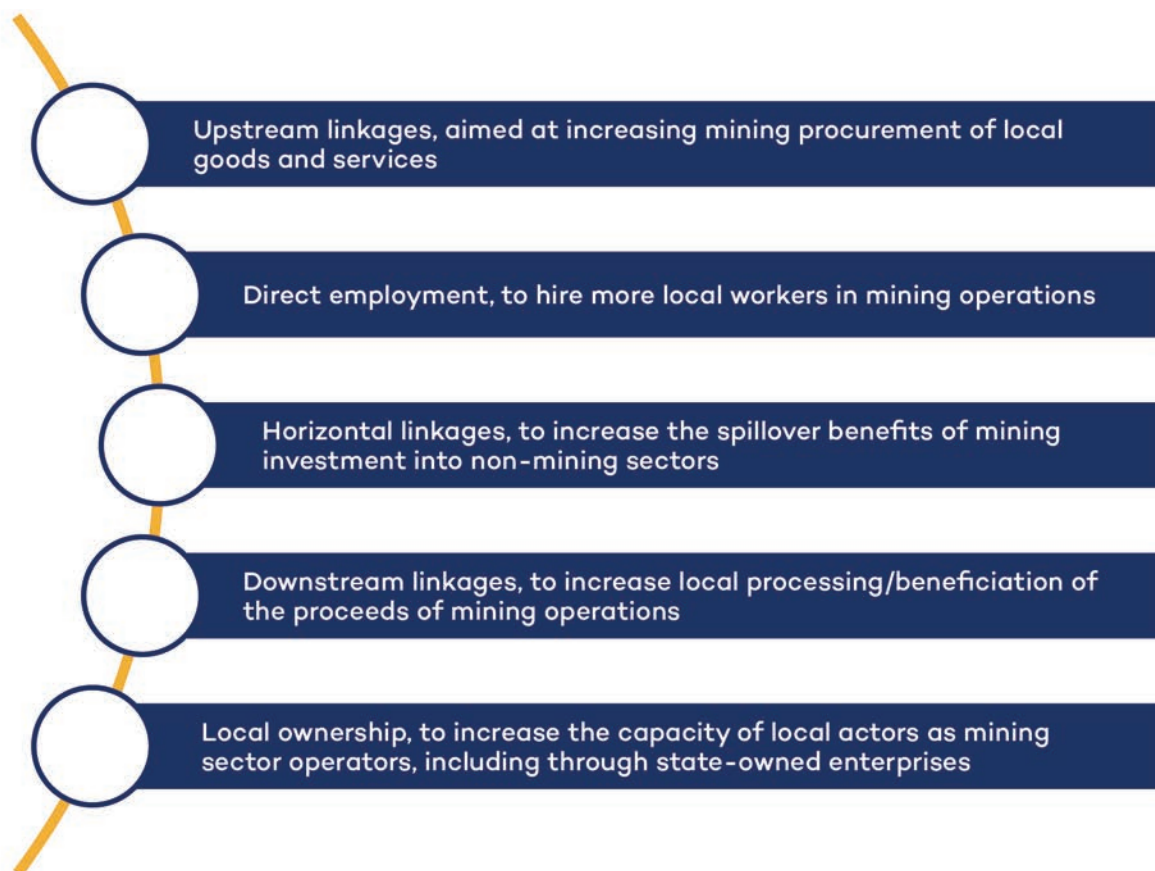 Upstream linkages, aimed at increasing mining procurement of local
goods and services
Direct employment, to hire more local workers in mining operations
Horizontal linkages, to increase the spillover benefits of mining
investment into non-mining sectors
Downstream linkages, to increase local processing/beneficiation of
the proceeds of mining operations
Local ownership, to increase the capacity of local actors as mining
sector operators, including through state-owned enterprises